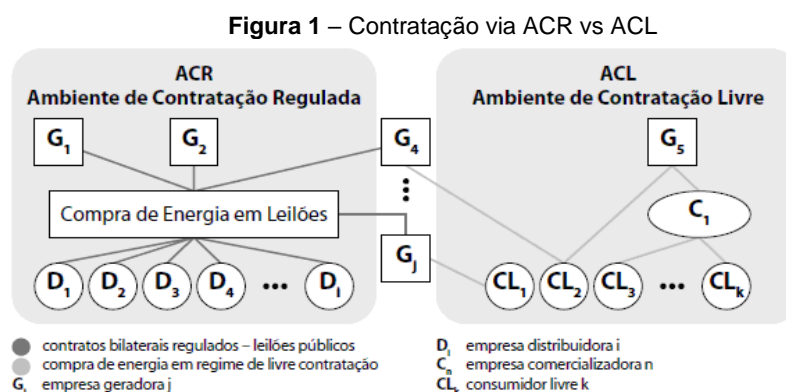 Figura 1 – Contratação via ACR vs ACL
ACR
Ambiente de Contratação Regulada
ACL
Ambiente de Contratação Livre
G1
G2
G4
G5
Compra de Energia em Leilões
C1
Gj
D1
D2
D3
D4
Di
CL1
CL2
CL3
CLk
contratos bilaterais regulados – leilões públicos
compra de energia em regime de livre contratação
Gj empresa geradora j
Di empresa distribuidora i
Cn empresa comercializadora n
CLk consumidor livre k